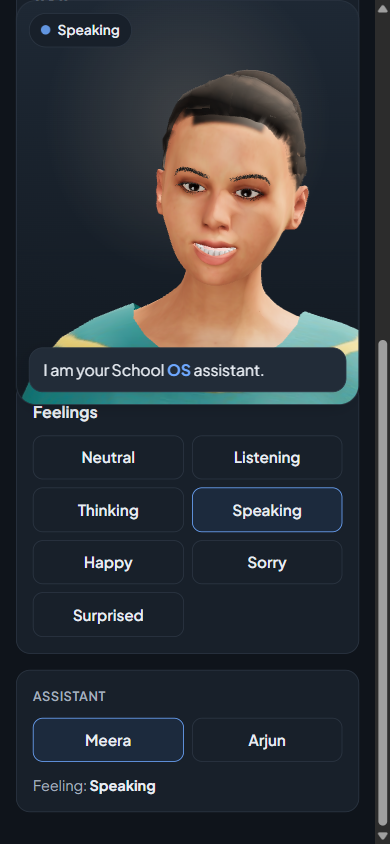 Speaking
I am your School OS assistant.
Feelings
Neutral
Listening
Thinking
Speaking
Happy
Sorry
Surprised
ASSISTANT
Meera
Arjun
Feeling: Speaking